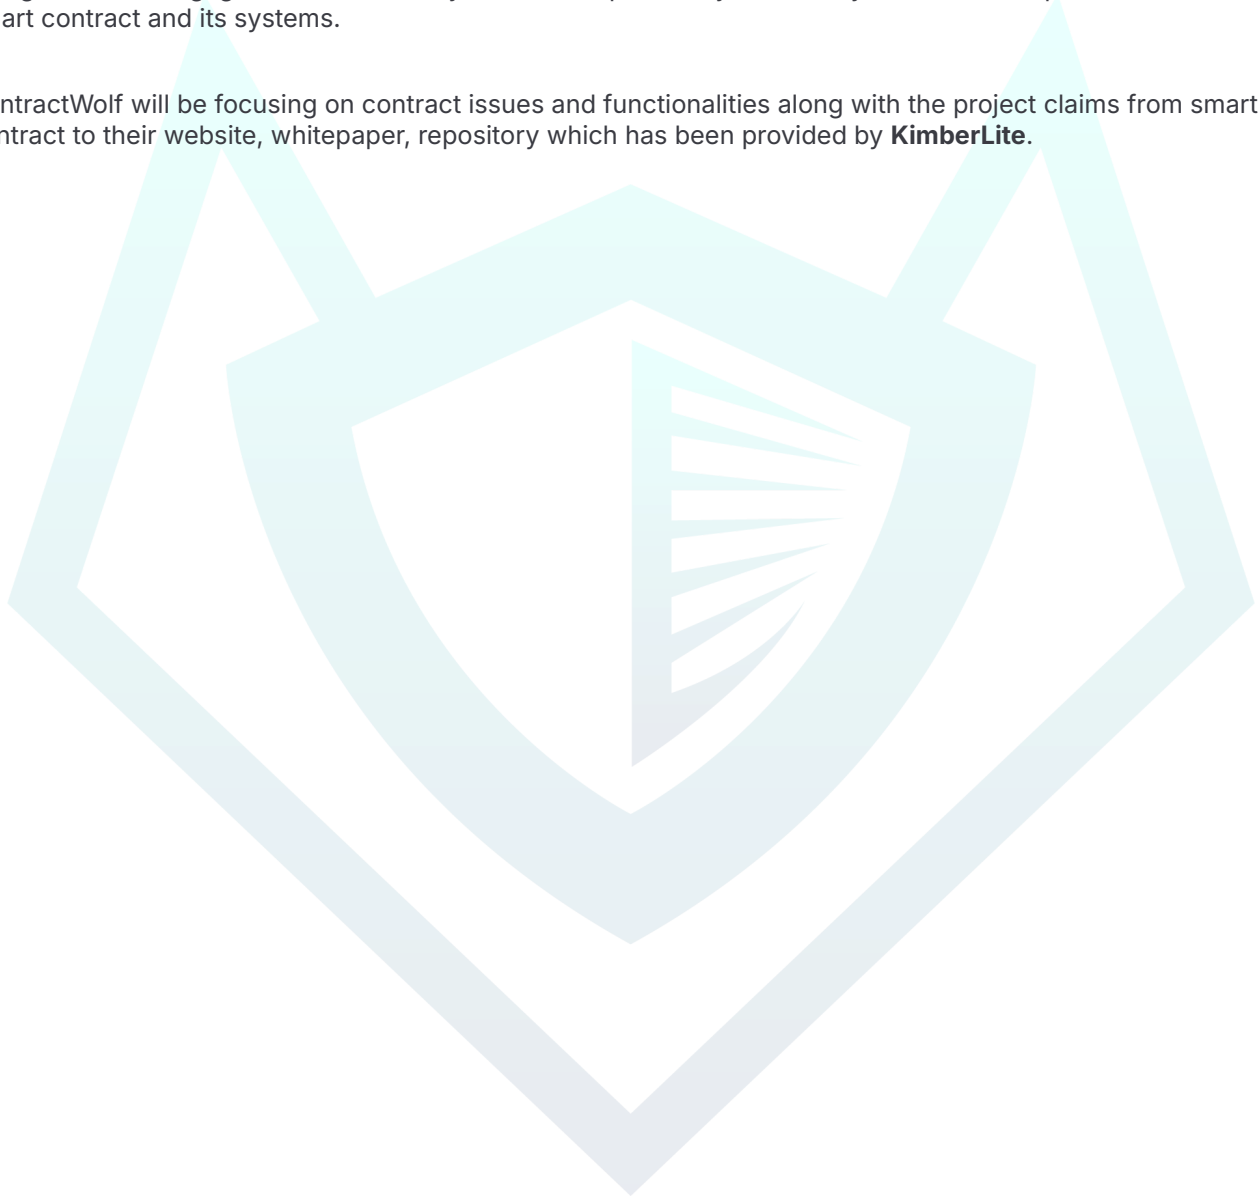 art contract and its systems.
ntractWolf will be focusing on contract issues and functionalities along with the project claims from smart
ntract to their website, whitepaper, repository which has been provided by KimberLite.